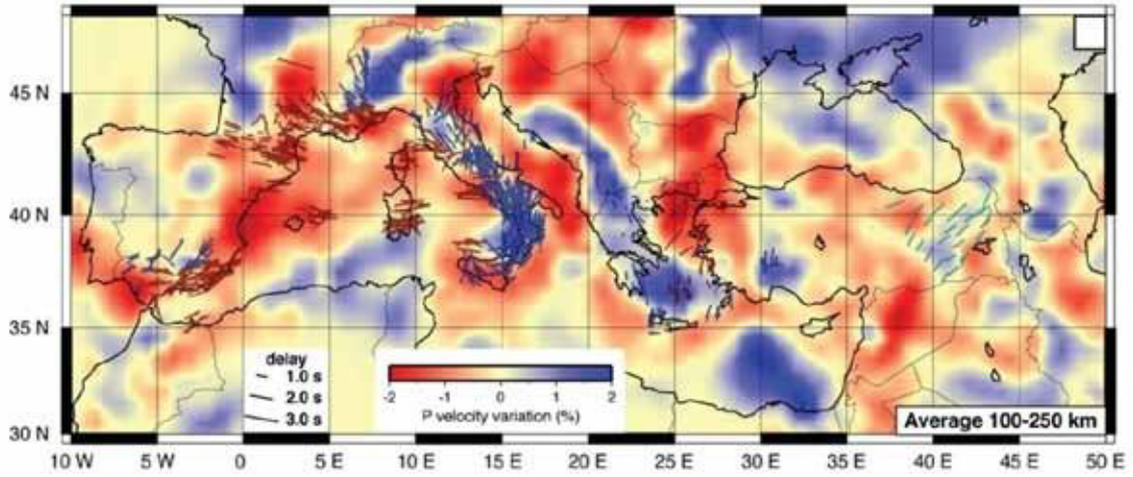 45 N
40 N
35 N
30 N
delay
1.0 s
2.0 s
3.0 s
-2 -1 0 1 2
P velocity variation (%)
Average 100-250 km
10 W 5 W 0 5 E 10 E 15 E 20 E 25 E 30 E 35 E 40 E 45 E 50 E